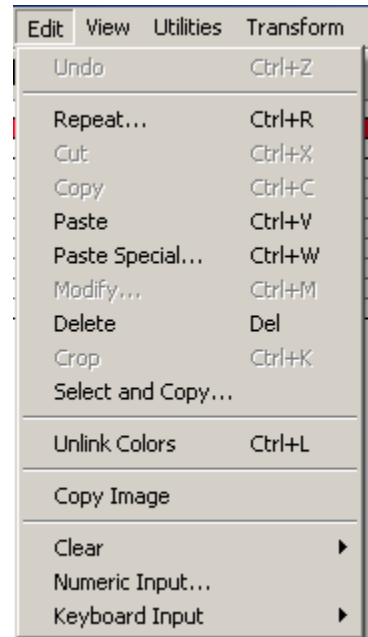 Edit View Utilities Transform
Undo Ctrl+Z
Repeat... Ctrl+R
Cut Ctrl+X
Copy Ctrl+C
Paste Ctrl+V
Paste Special... Ctrl+W
Modify... Ctrl+M
Delete Del
Crop Ctrl+K
Select and Copy...
Unlink Colors Ctrl+L
Copy Image
Clear
Numeric Input...
Keyboard Input